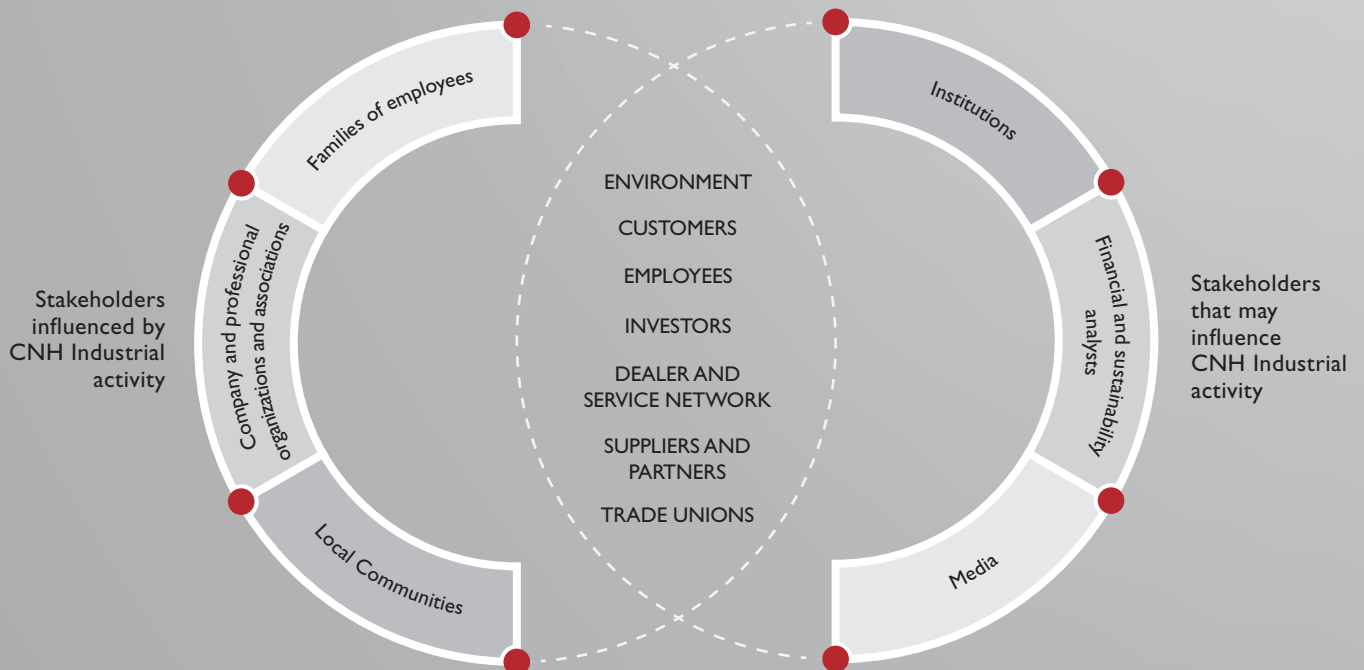 Stakeholders
influenced by
CNH Industrial
activity
Families of employees
Company and professional
organizations and associations
Local Communities
ENVIRONMENT
CUSTOMERS
EMPLOYEES
INVESTORS
DEALER AND
SERVICE NETWORK
SUPPLIERS AND
PARTNERS
TRADE UNIONS
Institutions
Financial and sustainability
analysts
Media
Stakeholders
that may
influence
CNH Industrial
activity